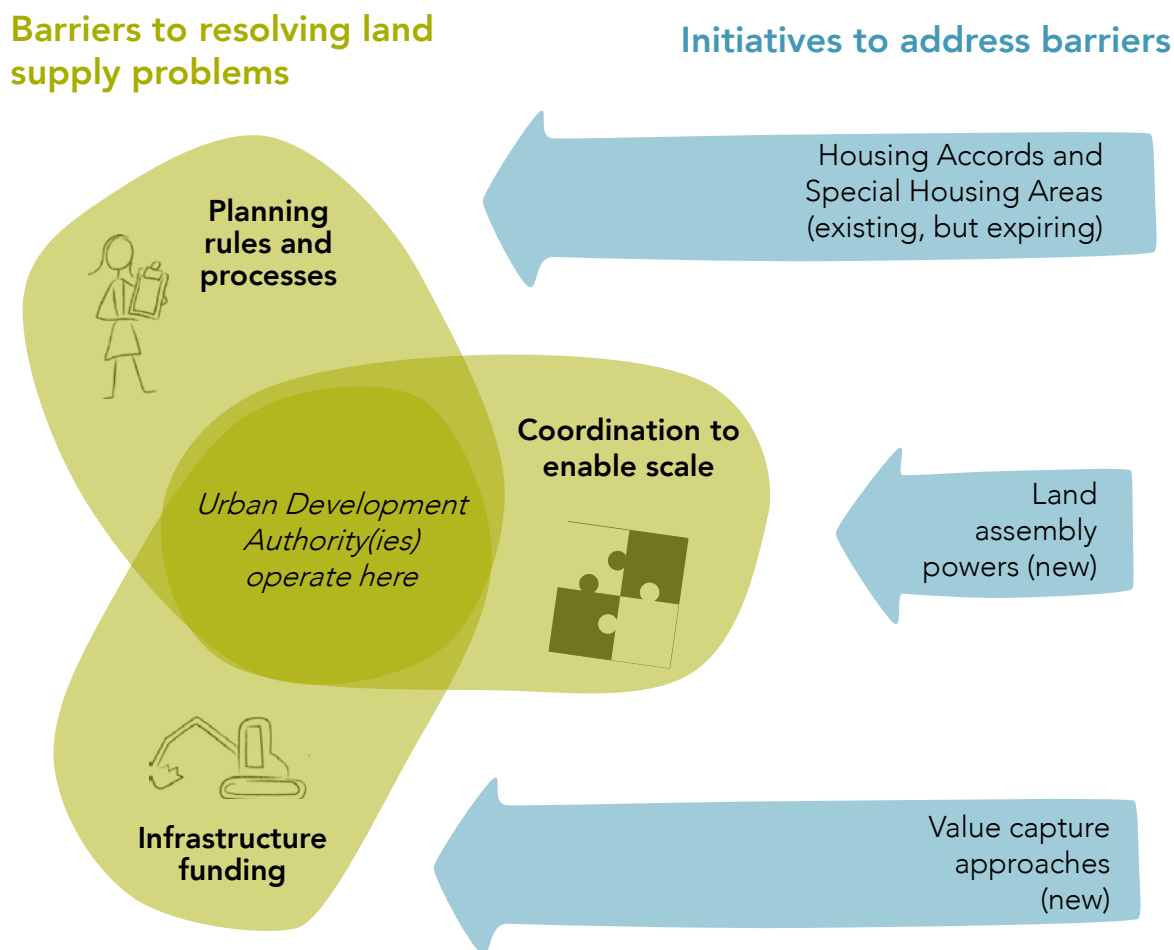 Barriers to resolving land
supply problems
Initiatives to address barriers
Planning
rules and
processes
Housing Accords and
Special Housing Areas
(existing, but expiring)
Coordination to
enable scale
Urban Development
Authority(ies)
operate here
Land
assembly
powers (new)
Infrastructure
funding
Value capture
approaches
(new)